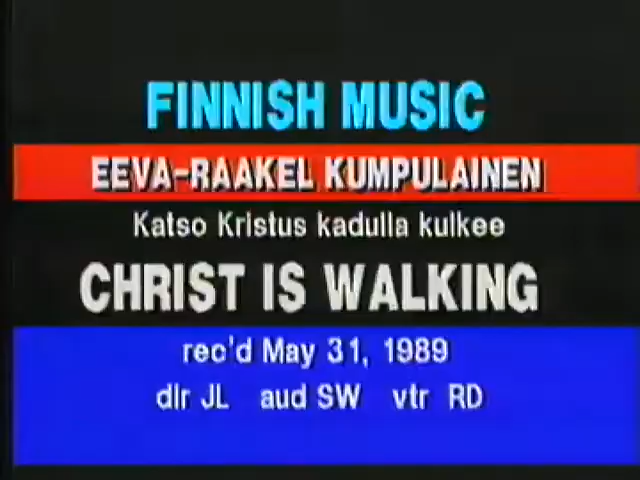 FINNISH MUSIC
EEVA-RAAKEL KUMPULAINEN
Katso Kristus kadulla kulkee
CHRIST IS WALKING
rec'd May 31, 1989
dir JL aud SW vtr RD